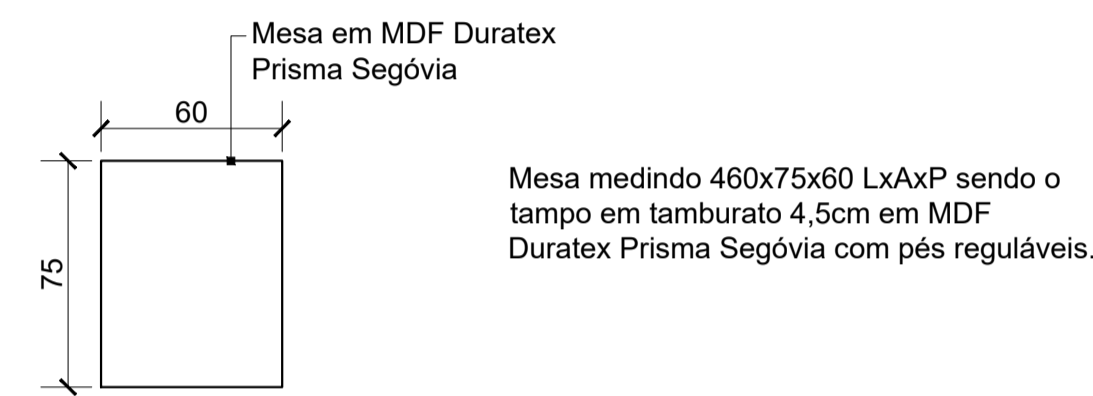 Mesa em MDF Duratex
Prisma Segóvia
60
Mesa medindo 460x75x60 LxAxP sendo o
tampo em tamburato 4,5cm em MDF
Duratex Prisma Segóvia com pés reguláveis.
75